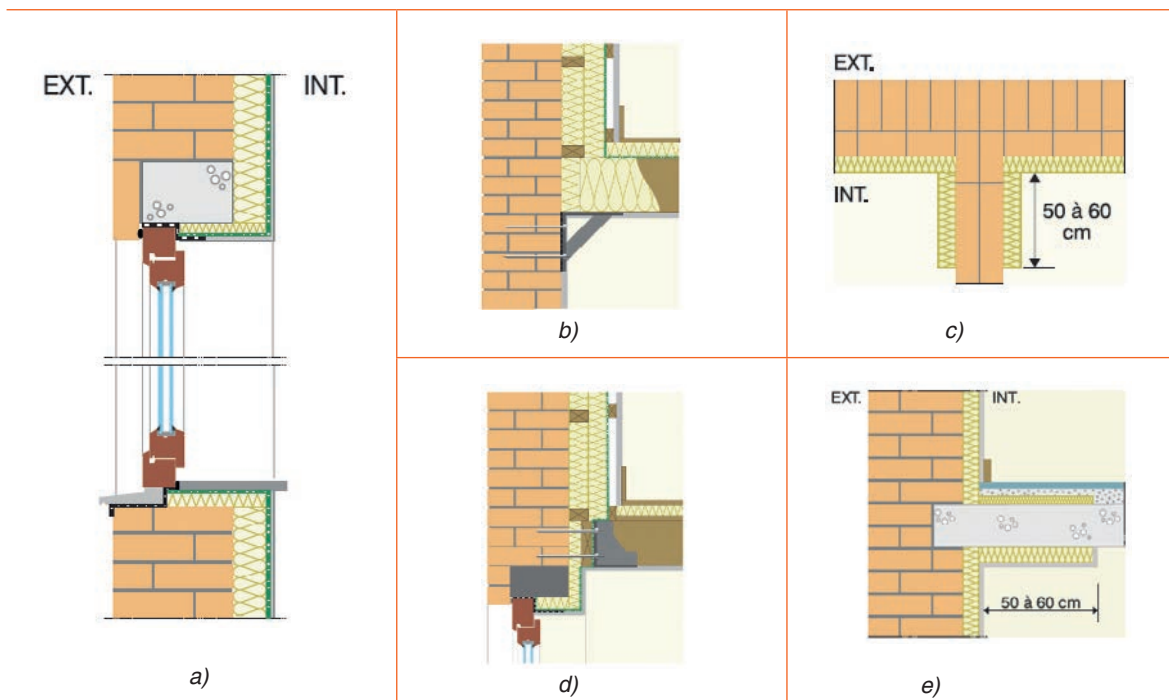 EXT.
INT.
a)
b)
EXT.
INT.
50 à 60
cm
c)
d)
EXT.
INT.
50 à 60 cm
e)